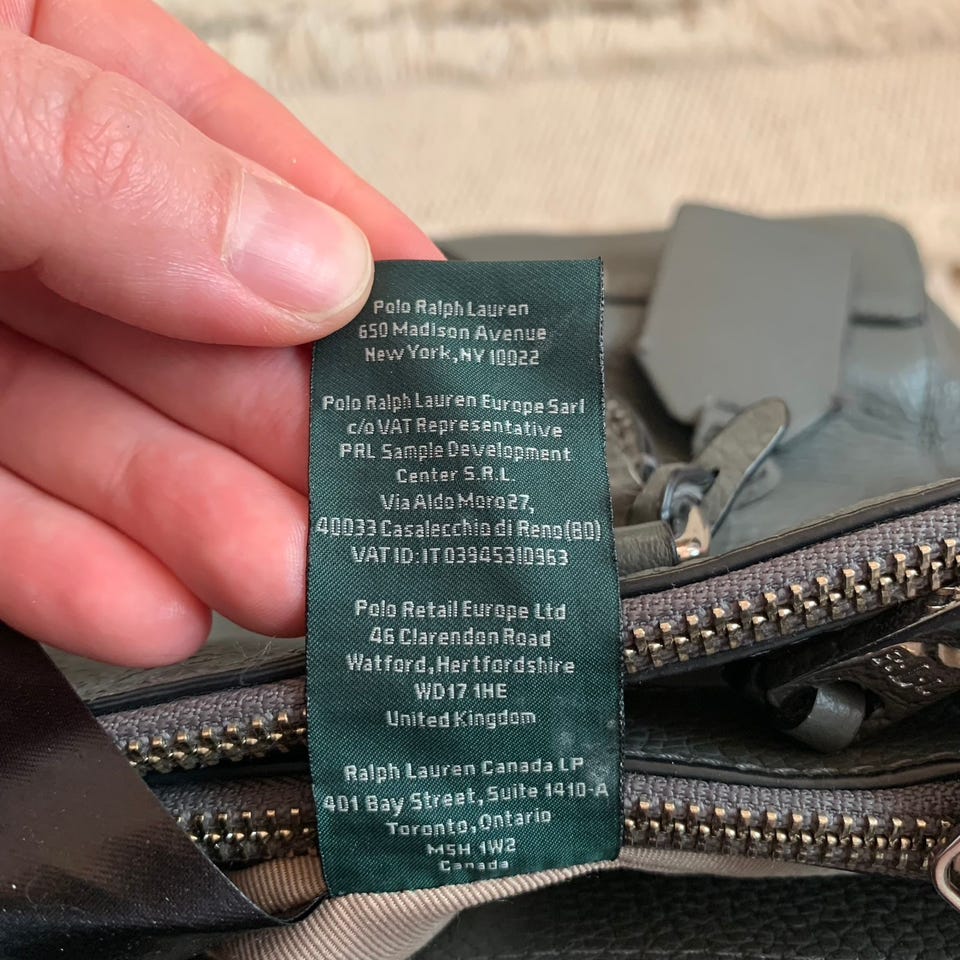 Polo Ralph Lauren
650 Madison Avenue
New York, NY 10022
Polo Ralph Lauren Europe Sarl
c/o VAT Representative
PRL Sample Development
Center S.R.L.
Via Aldo Moro 27,
40033 Casalecchio di Reno (BO)
VAT ID: IT 03945310963
Polo Retail Europe Ltd
46 Clarendon Road
Watford, Hertfordshire
WD17 1HE
United Kingdom
Ralph Lauren Canada LP
401 Bay Street, Suite 1410-A
Toronto, Ontario
M5H 1W2
Canada